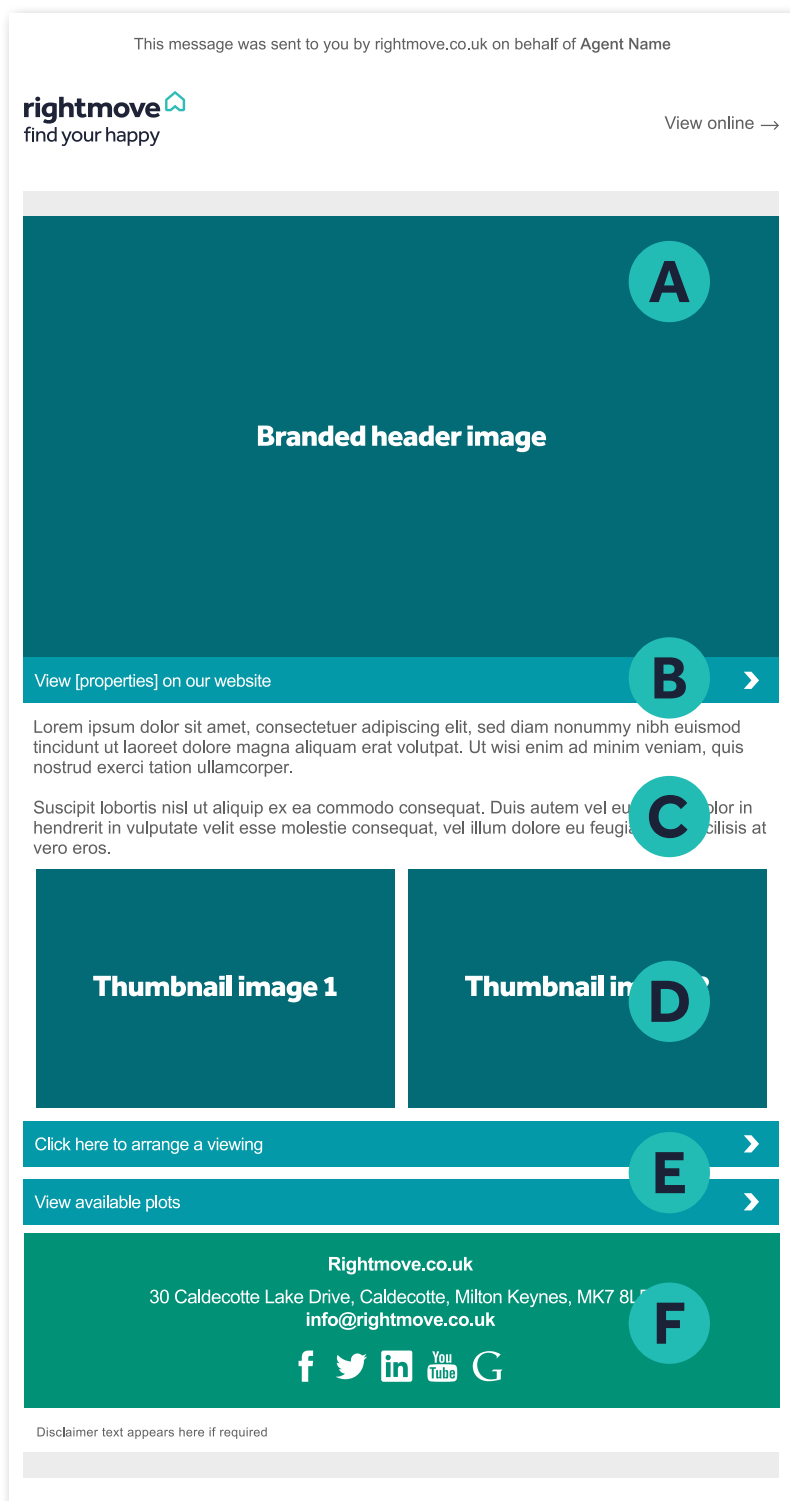 This message was sent to you by rightmove.co.uk on behalf of Agent Name
rightmove
find your happy
View online →
A
Branded header image
B
View [properties] on our website
Lorem ipsum dolor sit amet, consectetuer adipiscing elit, sed diam nonummy nibh euismod
tincidunt ut laoreet dolore magna aliquam erat volutpat. Ut wisi enim ad minim veniam, quis
nostrud exerci tation ullamcorper.
Suscipit lobortis nisl ut aliquip ex ea commodo consequat. Duis autem vel in
C
hendrerit in vulputate velit esse molestie consequat, vel illum dolore eu at
vero eros.
Thumbnail image 1
Thumbnail
D
Click here to arrange a viewing
E
View available plots
Rightmove.co.uk
30 Caldecotte Lake Drive, Caldecotte, Milton Keynes, MK7
F
info@rightmove.co.uk
f in You Tube G
Disclaimer text appears here if required